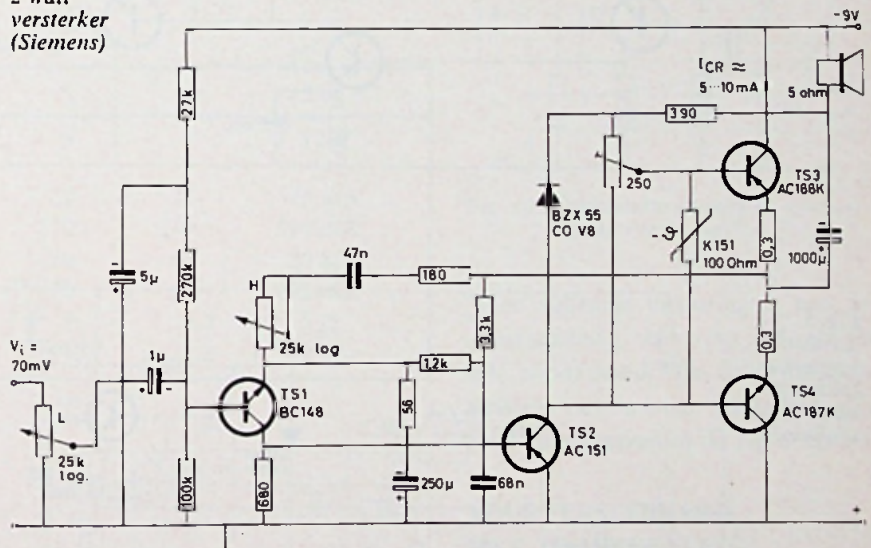 2 watt
versterker
(Siemens)
-9V
27k
ICR ≈
5...10mA
5 ohm
390
250
TS3
AC188K
BZX 55
C0 V8
-ϑ
K151
100 Ohm
0,3
1000µ
-
+
5µ
-
+
270k
47n
180
H
25k log
3,3k
0,3
Vi =
70mV
1µ
+
-
1,2k
TS1
BC148
56
TS4
AC187K
TS2
AC151
L
25k
log.
100k
680
250µ
-
+
68n
+